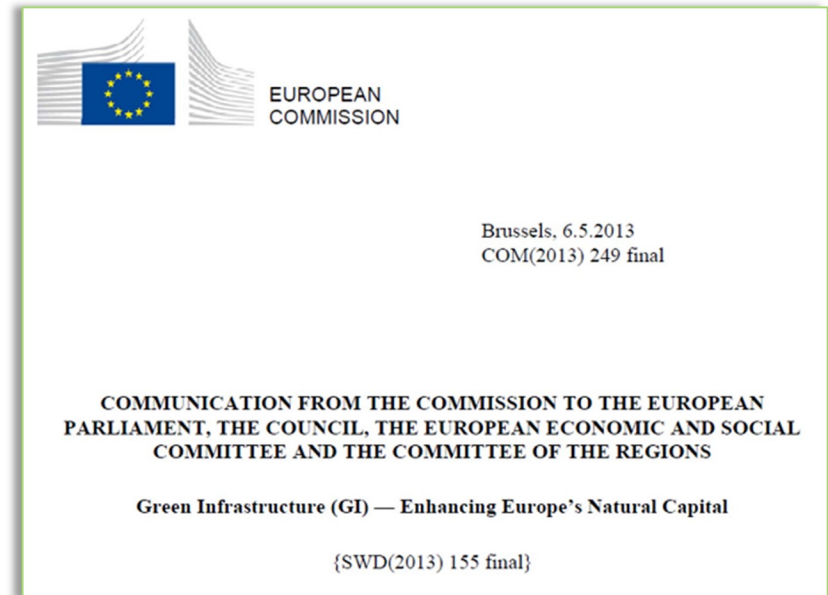 EUROPEAN
COMMISSION
Brussels, 6.5.2013
COM(2013) 249 final
COMMUNICATION FROM THE COMMISSION TO THE EUROPEAN
PARLIAMENT, THE COUNCIL, THE EUROPEAN ECONOMIC AND SOCIAL
COMMITTEE AND THE COMMITTEE OF THE REGIONS
Green Infrastructure (GI) — Enhancing Europe’s Natural Capital
{SWD(2013) 155 final}